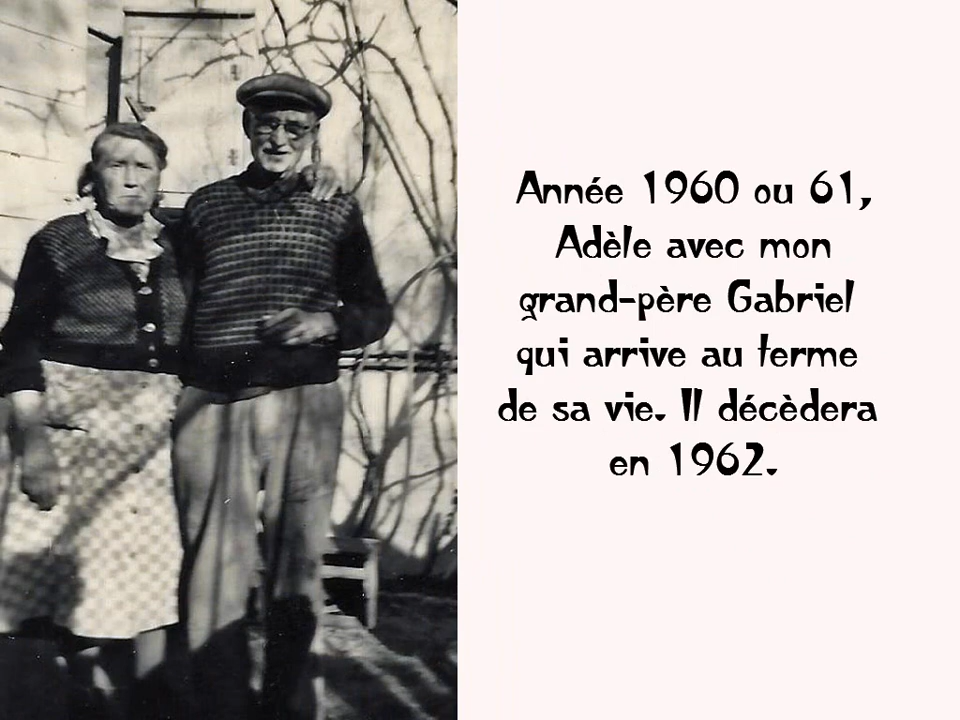 Année 1960 ou 61,
Adèle avec mon
grand-père Gabriel
qui arrive au terme
de sa vie. Il décèdera
en 1962.